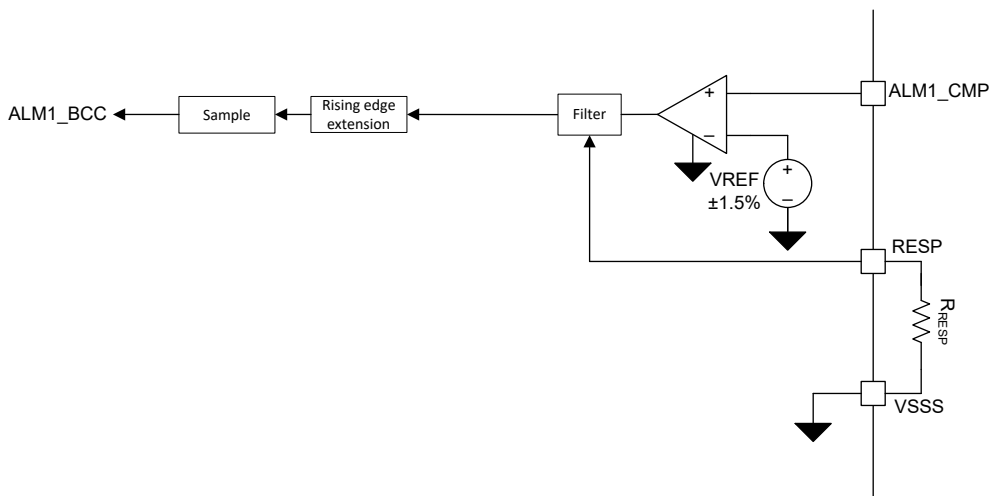 ALM1_CMP
ALM1_BCC
Sample
Rising edge
extension
Filter
+
−
VREF
±1.5%
+
−
RESP
RRESP
VSSS